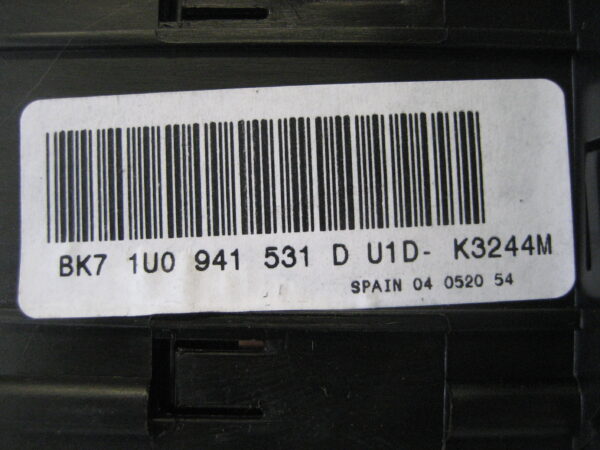 BK7 1U0 941 531 D U1D- K3244M
SPAIN 04 0520 54